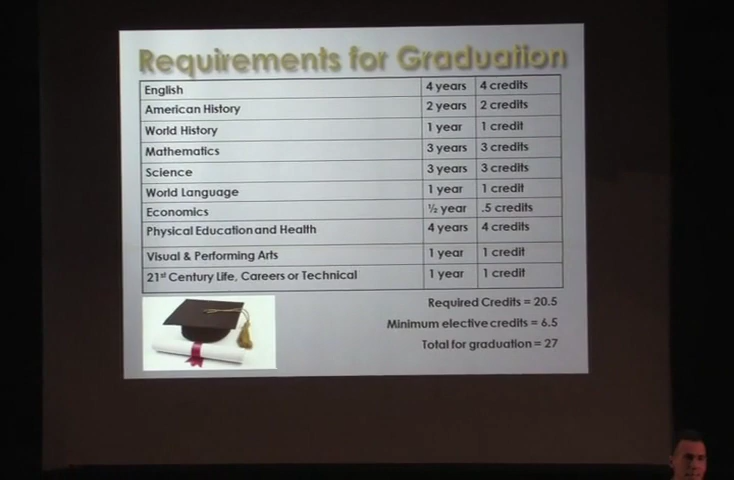 Requirements for Graduation
English 4 years 4 credits
American History 2 years 2 credits
World History 1 year 1 credit
Mathematics 3 years 3 credits
Science 3 years 3 credits
World Language 1 year 1 credit
Economics ½ year .5 credits
Physical Education and Health 4 years 4 credits
Visual & Performing Arts 1 year 1 credit
21st Century Life, Careers or Technical 1 year 1 credit
Required Credits = 20.5
Minimum elective credits = 6.5
Total for graduation = 27